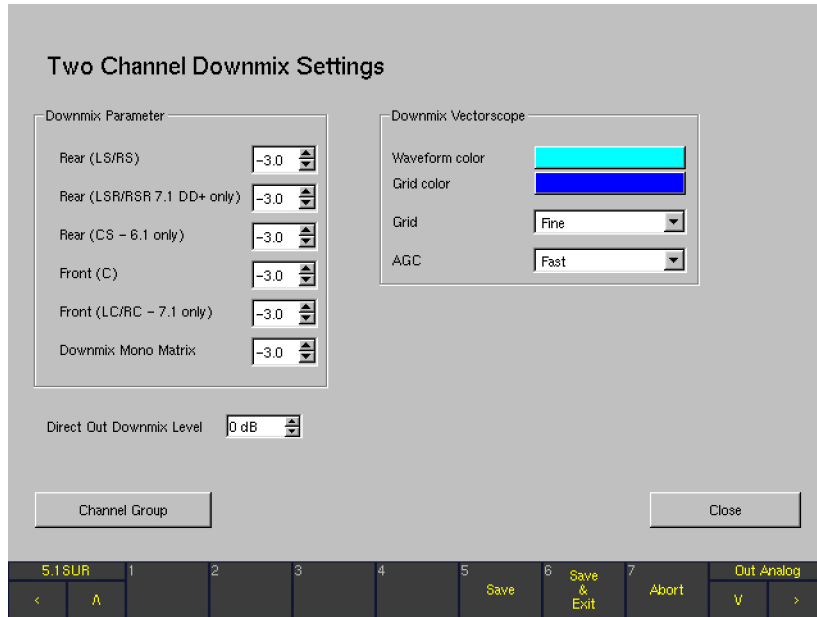 Two Channel Downmix Settings
Downmix Parameter
Rear (LS/RS) -3.0
Rear (LSR/RSR 7.1 DD+ only) -3.0
Rear (CS - 6.1 only) -3.0
Front (C) -3.0
Front (LC/RC - 7.1 only) -3.0
Downmix Mono Matrix -3.0
Downmix Vectorscope
Waveform color
Grid color
Grid Fine
AGC Fast
Direct Out Downmix Level 0 dB
Channel Group
Close
5.1SUR
< Λ
1
2
3
4
5 Save
6 Save
&
Exit
7 Abort
Out Analog
V >